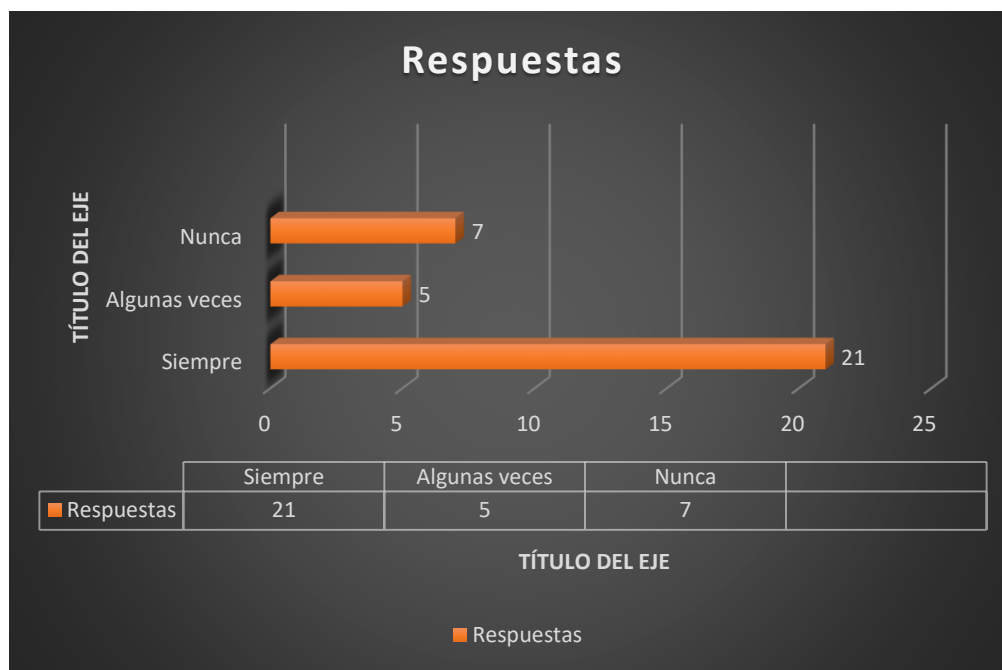 Respuestas
TÍTULO DEL EJE
Nunca 7
Algunas veces 5
Siempre 21
0 5 10 15 20 25
Siempre Algunas veces Nunca
Respuestas 21 5 7
TÍTULO DEL EJE
Respuestas